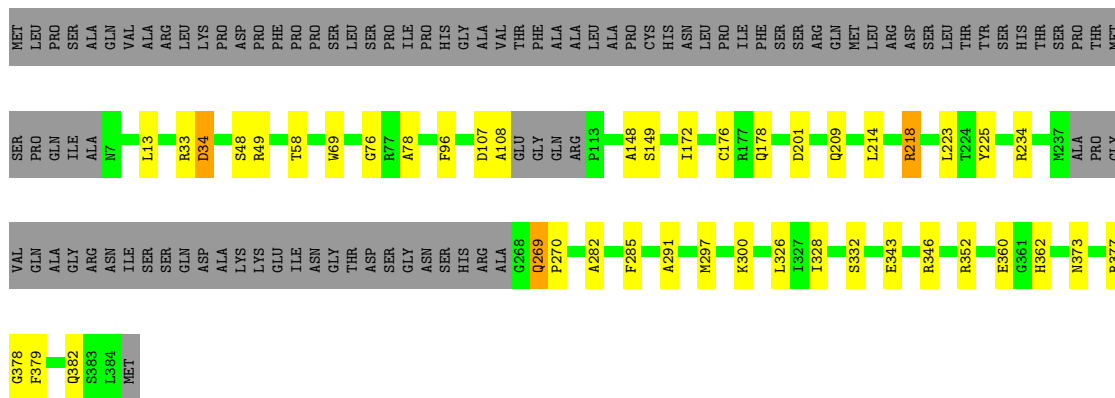 MET LEU PRO SER ALA GLN VAL ALA ARG LEU LYS PRO ASP PRO PHE PRO PRO SER LEU SER PRO ILE PRO HIS GLY ALA VAL THR PHE ALA ALA LEU ALA PRO CYS HIS ASN LEU PRO ILE PHE SER SER ARG GLN MET LEU ARG ASP SER LEU THR TYR SER HIS THR SER PRO THR MET
SER PRO GLN ILE ALA N7 L13 R33 D34 S48 R49 T58 W69 G76 R77 A78 F96 D107 A108 GLU GLY GLN ARG P113 A148 S149 I172 C176 R177 Q178 D201 Q209 L214 R218 L223 T224 Y225 R234 M237 ALA PRO GLY
VAL GLN ALA GLY ARG ASN ILE SER SER GLN ASP ALA LYS LYS GLU ILE ASN GLY THR ASP SER GLY ASN SER HIS ARG ALA G268 Q269 P270 A282 F285 A291 M297 K300 L326 I327 I328 S332 E343 R346 R352 E360 G361 H362 N373 R377
G378 F379 Q382 S383 L384 MET